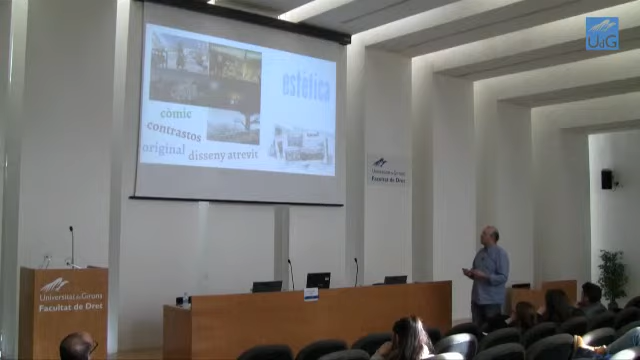 UdG
estètica
còmic
contrastos
original
disseny atrevit
Universitat de Girona
Facultat de Dret
Universitat de Girona
Facultat de Dret